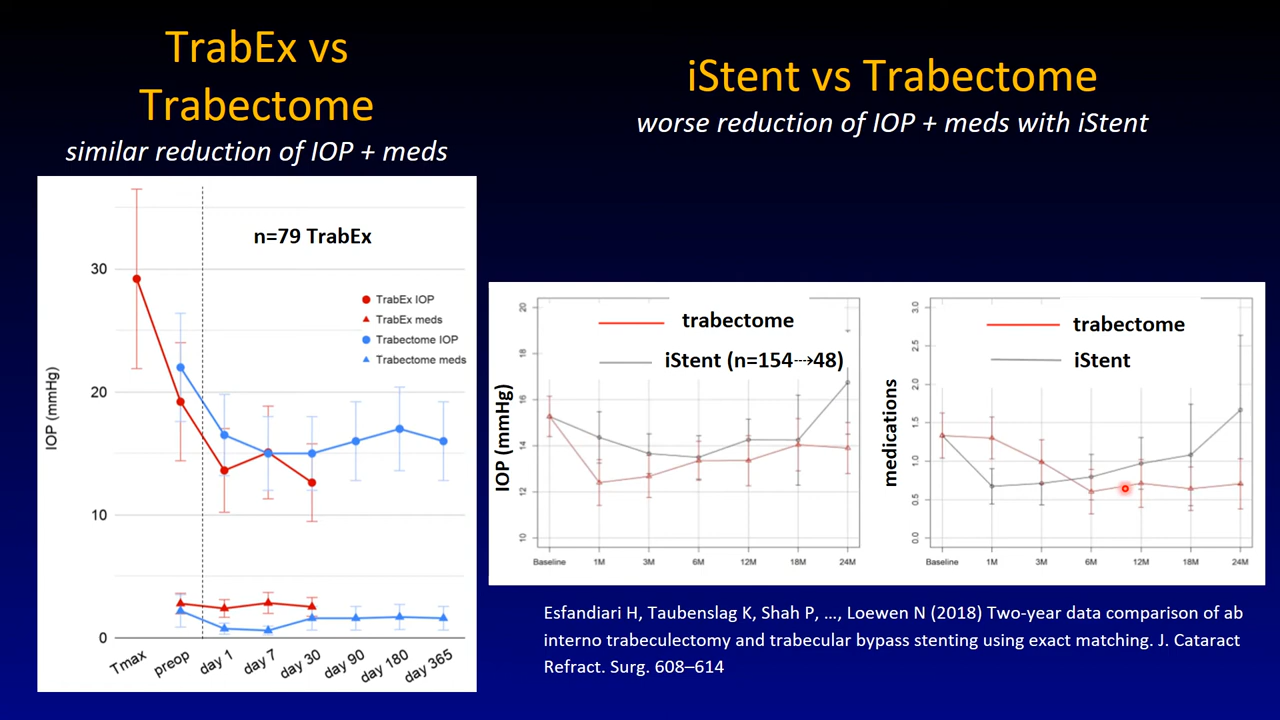 TrabEx vs
Trabectome
similar reduction of IOP + meds
iStent vs Trabectome
worse reduction of IOP + meds with iStent
n=79 TrabEx
TrabEx IOP
TrabEx meds
Trabectome IOP
Trabectome meds
IOP (mmHg)
30
20
10
0
Tmax
preop
day 1
day 7
day 30
day 90
day 180
day 365
trabectome
iStent (n=154⤏48)
IOP (mmHg)
20
18
16
14
12
10
Baseline
1M
3M
6M
12M
18M
24M
trabectome
iStent
medications
3.0
2.5
2.0
1.5
1.0
0.5
0.0
Baseline
1M
3M
6M
12M
18M
24M
Esfandiari H, Taubenslag K, Shah P, …, Loewen N (2018) Two-year data comparison of ab
interno trabeculectomy and trabecular bypass stenting using exact matching. J. Cataract
Refract. Surg. 608–614